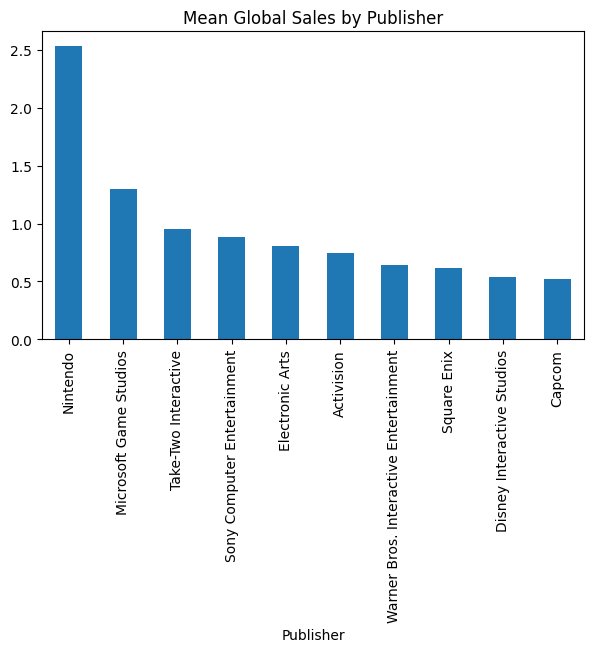 Mean Global Sales by Publisher
2.5
2.0
1.5
1.0
0.5
0.0
Nintendo
Microsoft Game Studios
Take-Two Interactive
Sony Computer Entertainment
Electronic Arts
Activision
Warner Bros. Interactive Entertainment
Square Enix
Disney Interactive Studios
Capcom
Publisher